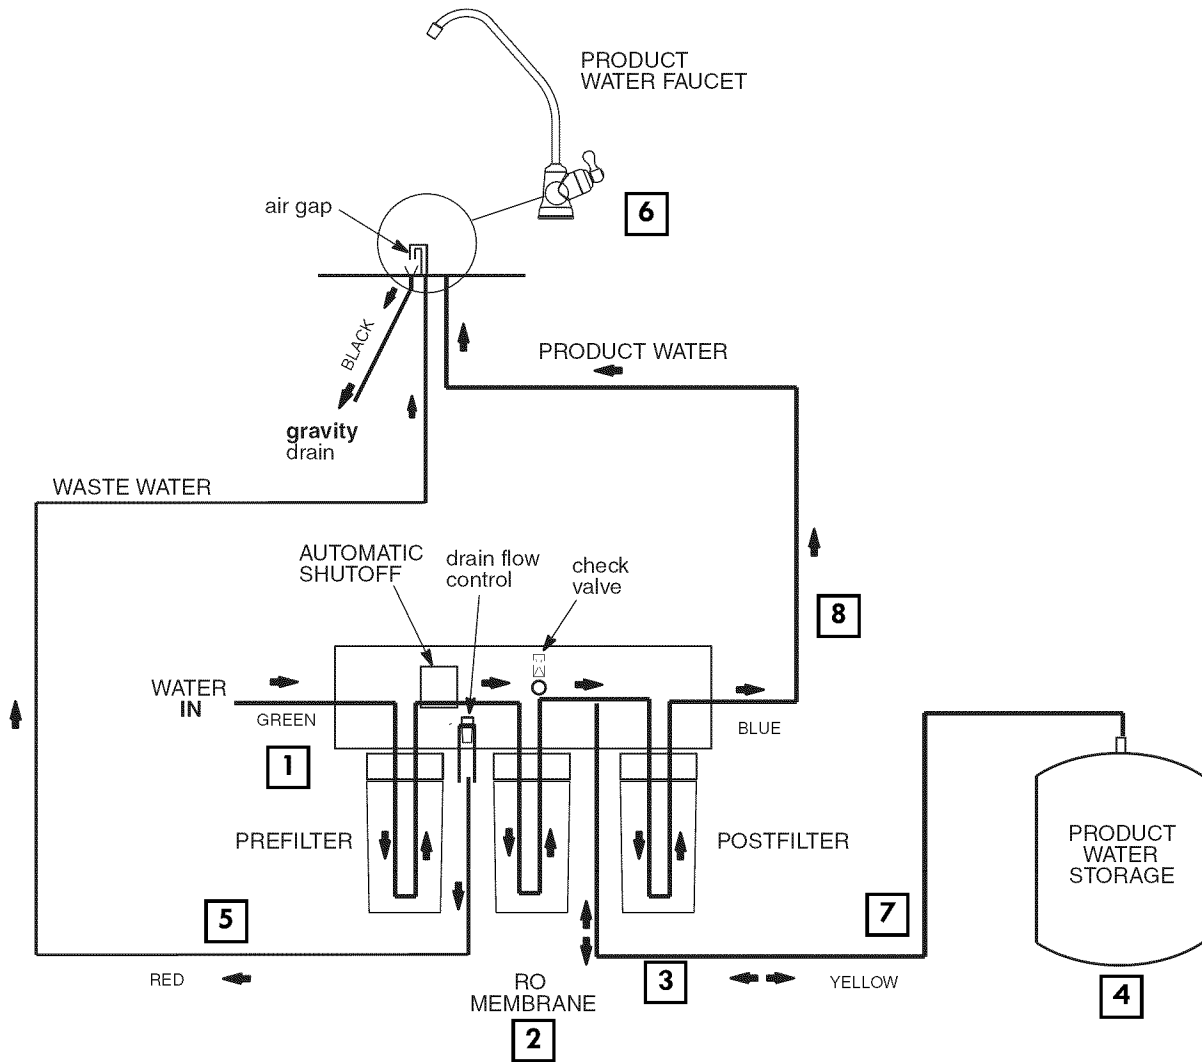 PRODUCT
WATER FAUCET
6
air gap
BLACK
PRODUCT WATER
gravity
drain
WASTE WATER
AUTOMATIC
SHUTOFF
drain flow
control
check
valve
8
WATER
IN
GREEN
BLUE
1
PREFILTER
POSTFILTER
PRODUCT
WATER
STORAGE
5
7
RED
RO
MEMBRANE
2
3
YELLOW
4